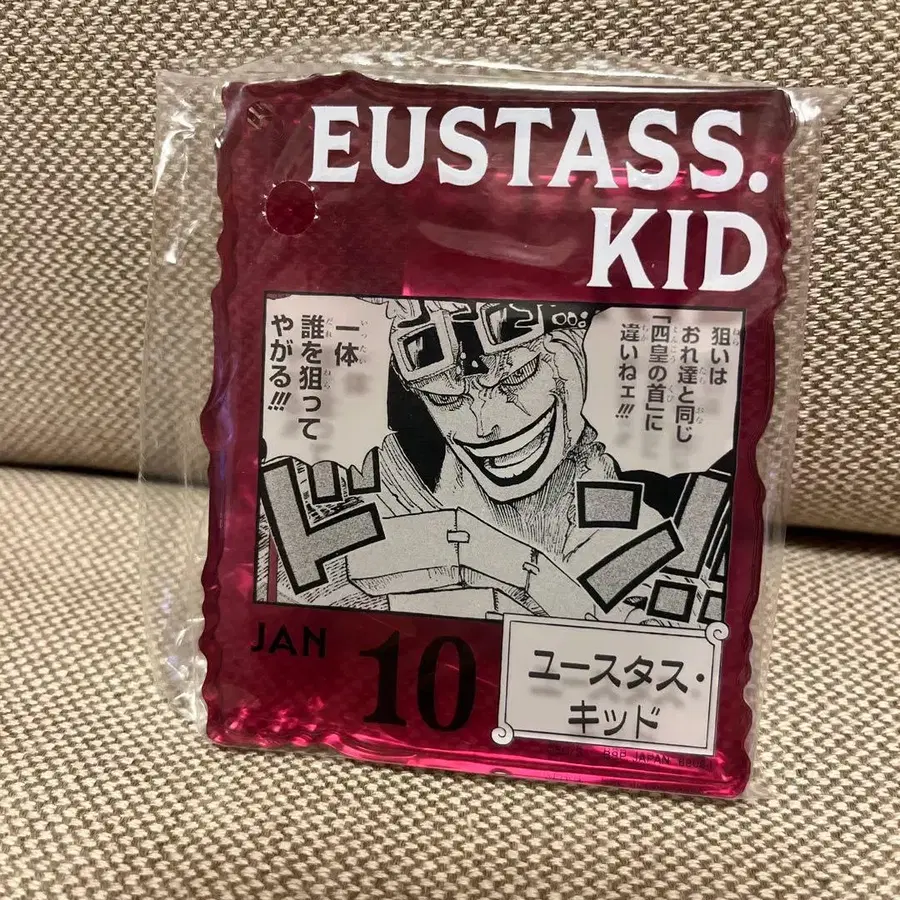 EUSTASS.
KID
狙いは
おれ達と同じ
「四皇の首」に
違いねェ!!!
一体
誰を狙って
やがる!!!
ドン!!
JAN
10
ユースタス・
キッド
JAPAN